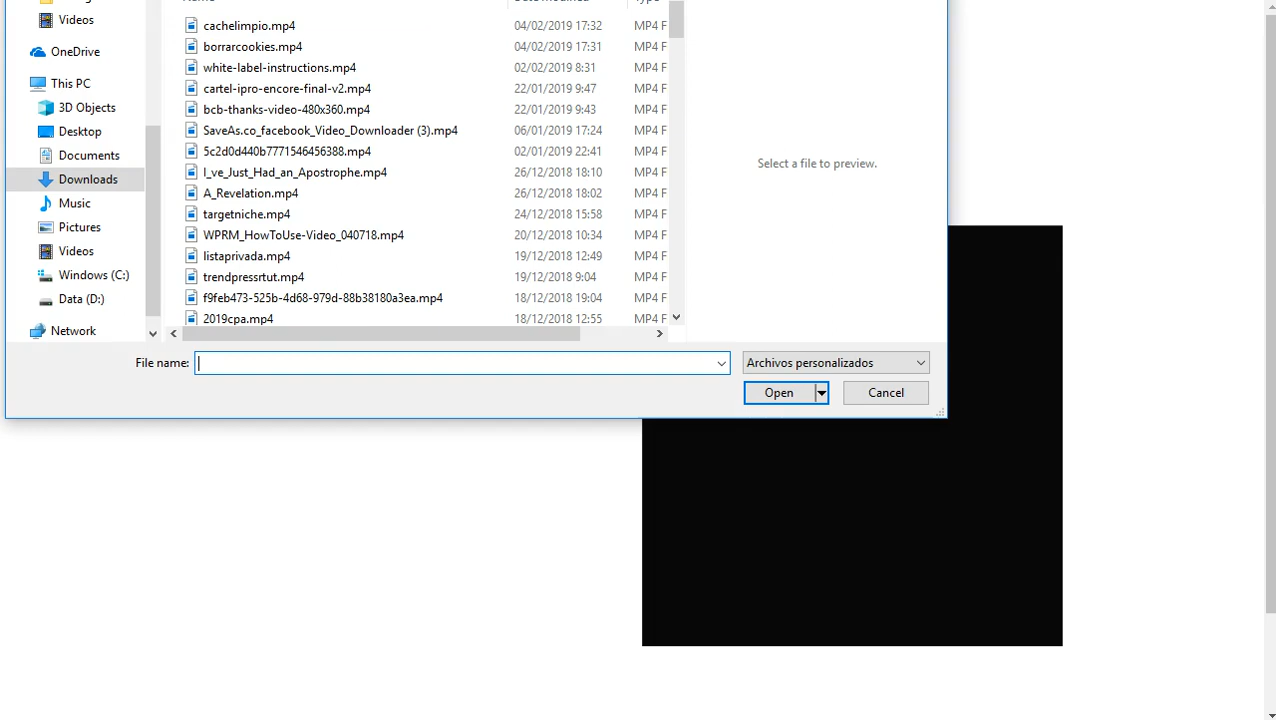 Videos
OneDrive
This PC
3D Objects
Desktop
Documents
Downloads
Music
Pictures
Videos
Windows (C:)
Data (D:)
Network
cachelimpio.mp4 04/02/2019 17:32 MP4 F
borrarcookies.mp4 04/02/2019 17:31 MP4 F
white-label-instructions.mp4 02/02/2019 8:31 MP4 F
cartel-ipro-encore-final-v2.mp4 22/01/2019 9:47 MP4 F
bcb-thanks-video-480x360.mp4 22/01/2019 9:43 MP4 F
SaveAs.co_facebook_Video_Downloader (3).mp4 06/01/2019 17:24 MP4 F
5c2d0d440b7771546456388.mp4 02/01/2019 22:41 MP4 F
I_ve_Just_Had_an_Apostrophe.mp4 26/12/2018 18:10 MP4 F
A_Revelation.mp4 26/12/2018 18:02 MP4 F
targetniche.mp4 24/12/2018 15:58 MP4 F
WPRM_HowToUse-Video_040718.mp4 20/12/2018 10:34 MP4 F
listaprivada.mp4 19/12/2018 12:49 MP4 F
trendpressrtut.mp4 19/12/2018 9:04 MP4 F
f9feb473-525b-4d68-979d-88b38180a3ea.mp4 18/12/2018 19:04 MP4 F
2019cpa.mp4 18/12/2018 12:55 MP4 F
Select a file to preview.
File name:
Archivos personalizados
Open
Cancel